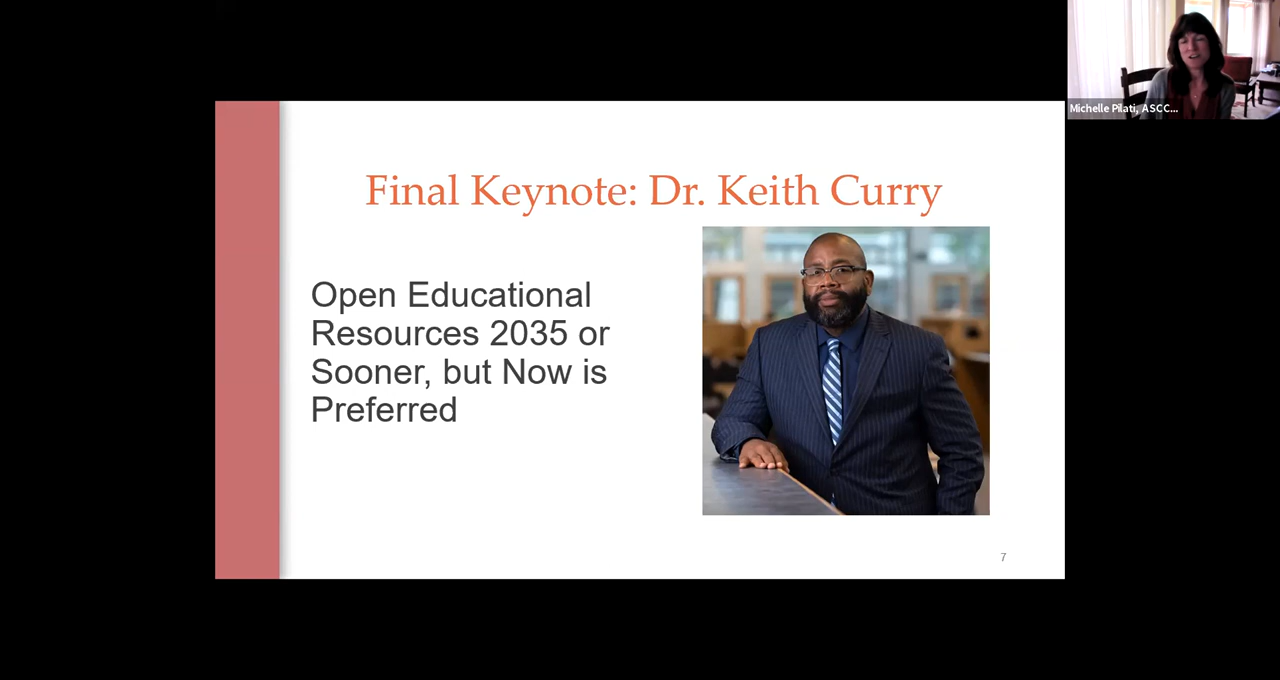 Michelle Pilati, ASCC...
Final Keynote: Dr. Keith Curry
Open Educational
Resources 2035 or
Sooner, but Now is
Preferred
7